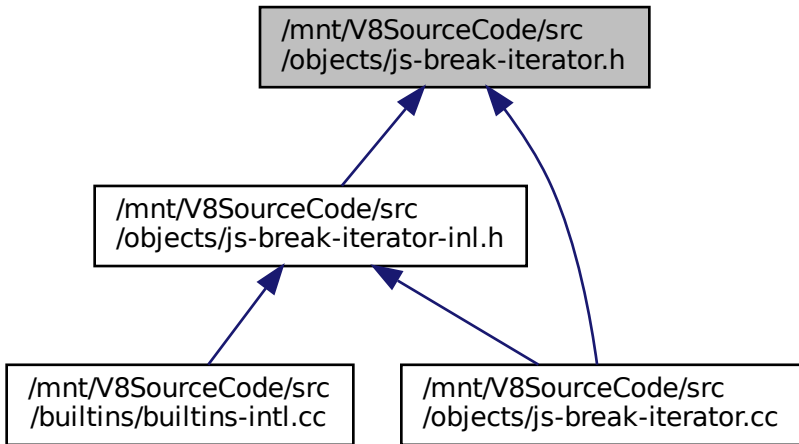 /mnt/V8SourceCode/src
/objects/js-break-iterator.h
/mnt/V8SourceCode/src
/objects/js-break-iterator-inl.h
/mnt/V8SourceCode/src
/builtins/builtins-intl.cc
/mnt/V8SourceCode/src
/objects/js-break-iterator.cc